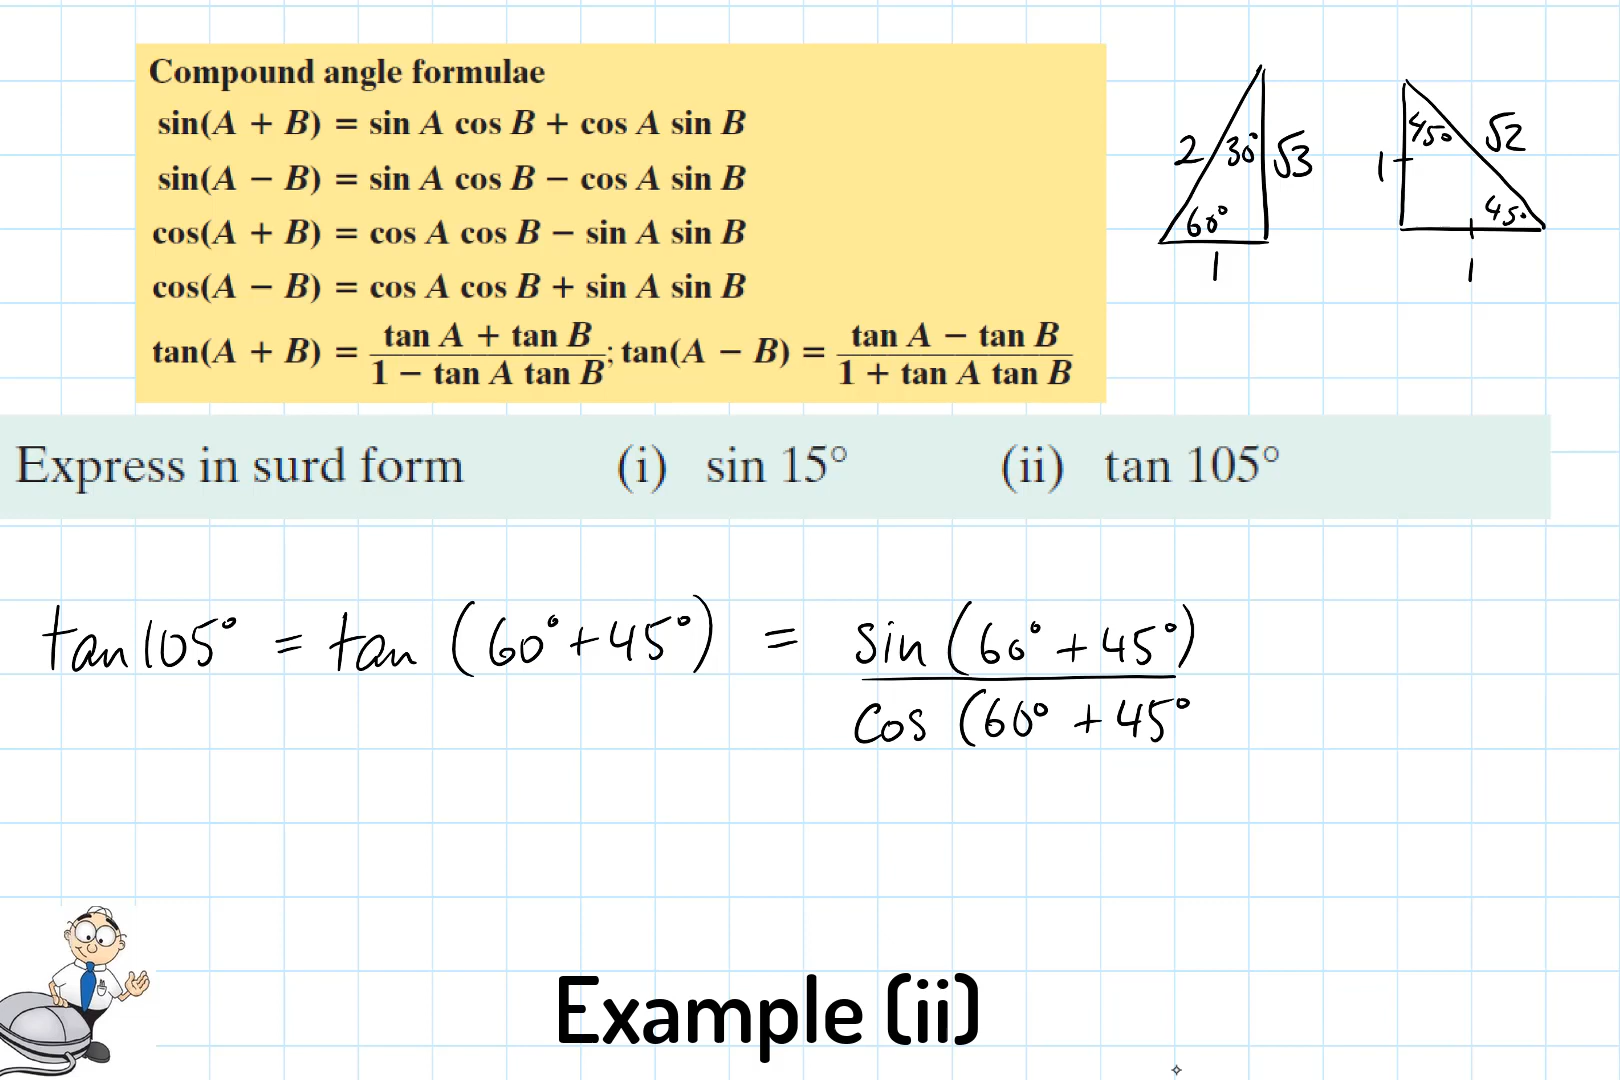 Compound angle formulae
sin(A + B) = sin A cos B + cos A sin B
sin(A − B) = sin A cos B − cos A sin B
cos(A + B) = cos A cos B − sin A sin B
cos(A − B) = cos A cos B + sin A sin B
tan(A + B) = (tan A + tan B)/(1 − tan A tan B); tan(A − B) = (tan A − tan B)/(1 + tan A tan B)
2 30° √3
60°
1
45° √2
1
45°
1
Express in surd form (i) sin 15° (ii) tan 105°
tan 105° = tan (60° + 45°) = sin (60° + 45°)
cos (60° + 45°
Example (ii)